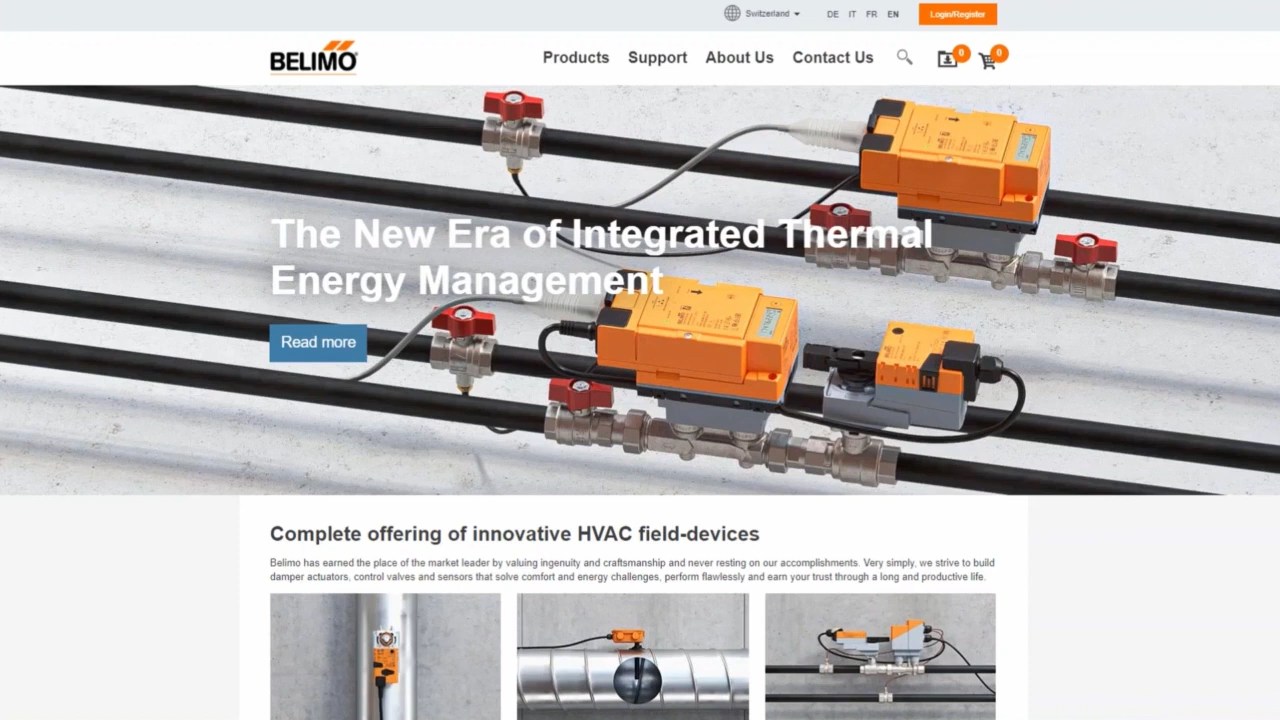 Switzerland
DE IT FR EN
Login/Register
BELIMO
Products Support About Us Contact Us
0
0
The New Era of Integrated Thermal
Energy Management
Read more
Complete offering of innovative HVAC field-devices
Belimo has earned the place of the market leader by valuing ingenuity and craftsmanship and never resting on our accomplishments. Very simply, we strive to build
damper actuators, control valves and sensors that solve comfort and energy challenges, perform flawlessly and earn your trust through a long and productive life.